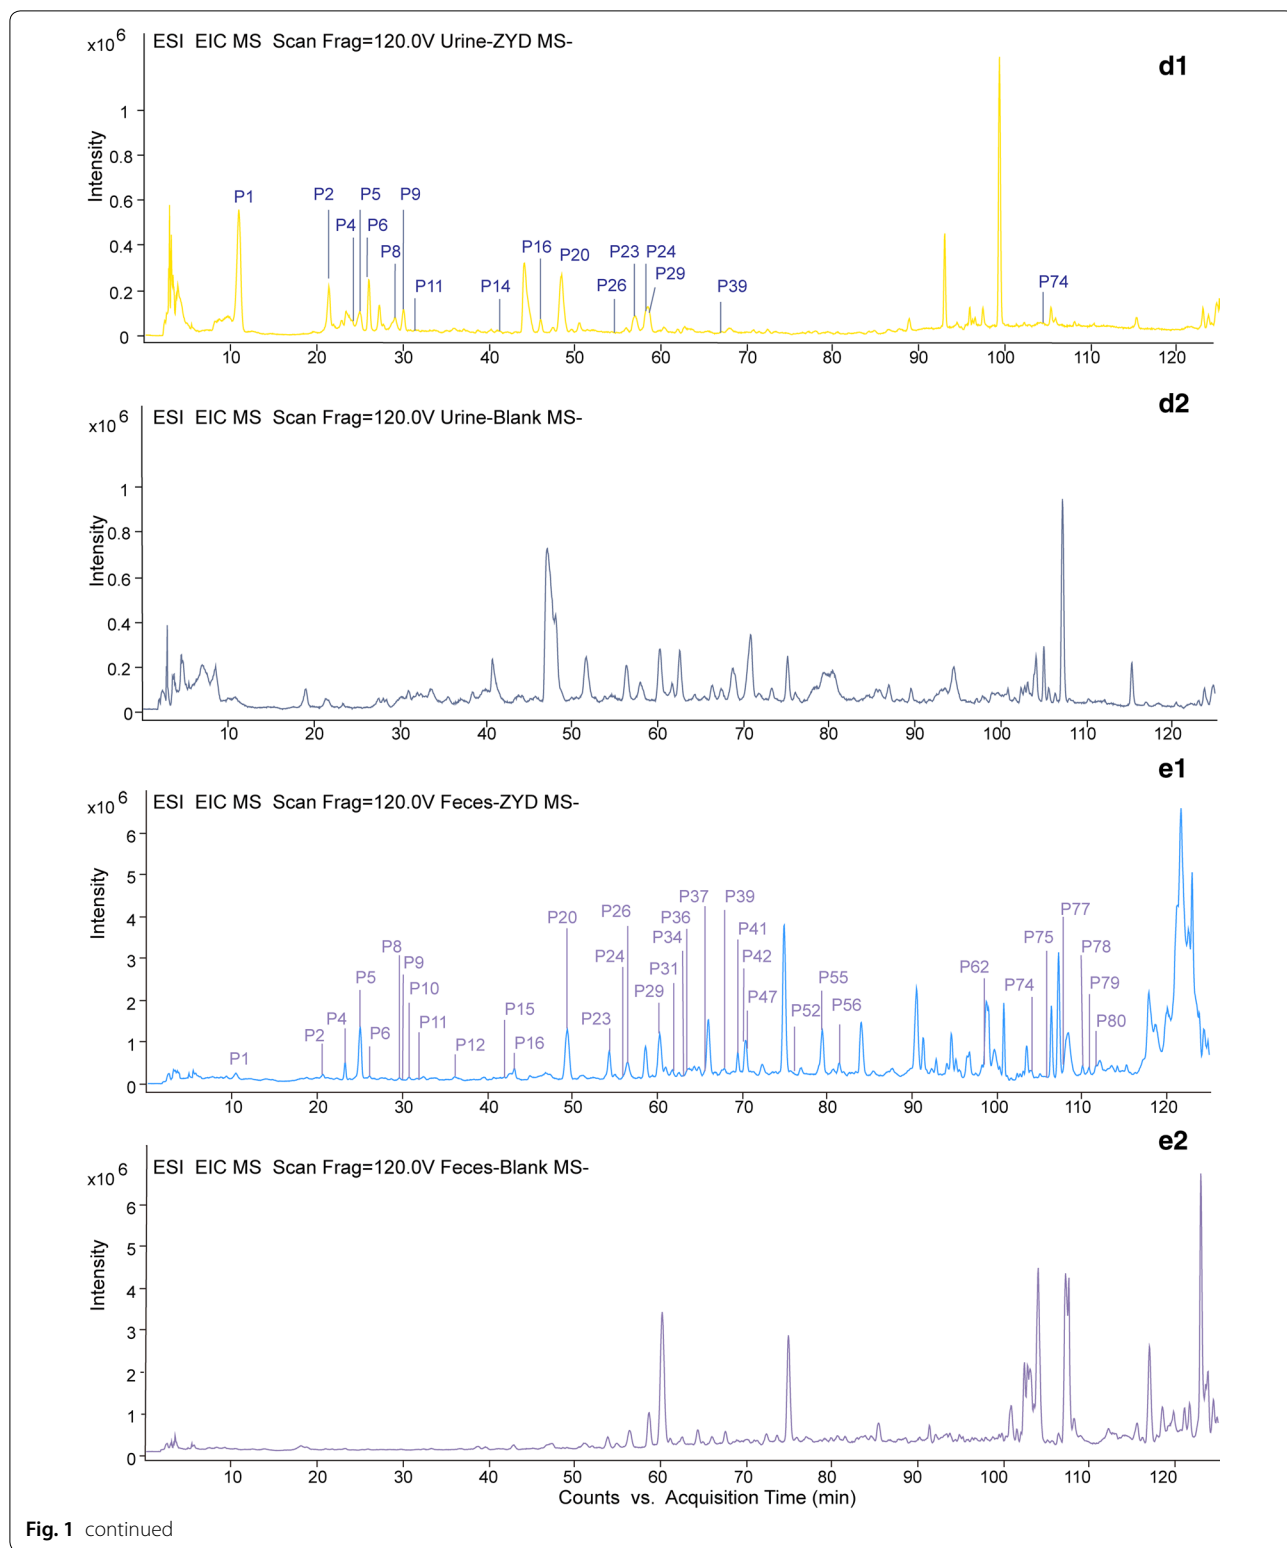 x10 6
ESI EIC MS Scan Frag=120.0V Urine-ZYD MS-
d1
Intensity
1
0.8
0.6
0.4
0.2
0
P1
P2
P5
P9
P4
P6
P8
P11
P14
P16
P20
P23
P24
P29
P26
P39
P74
10 20 30 40 50 60 70 80 90 100 110 120
x10 6
ESI EIC MS Scan Frag=120.0V Urine-Blank MS-
d2
Intensity
1
0.8
0.6
0.4
0.2
0
10 20 30 40 50 60 70 80 90 100 110 120
e1
x10 6
ESI EIC MS Scan Frag=120.0V Feces-ZYD MS-
Intensity
6
5
4
3
2
1
0
P1
P2
P4
P5
P6
P8
P9
P10
P11
P12
P15
P16
P20
P23
P24
P26
P29
P31
P34
P36
P37
P39
P41
P42
P47
P52
P55
P56
P62
P74
P75
P77
P78
P79
P80
10 20 30 40 50 60 70 80 90 100 110 120
e2
x10 6
ESI EIC MS Scan Frag=120.0V Feces-Blank MS-
Intensity
6
5
4
3
2
1
0
10 20 30 40 50 60 70 80 90 100 110 120
Counts vs. Acquisition Time (min)
Fig. 1 continued